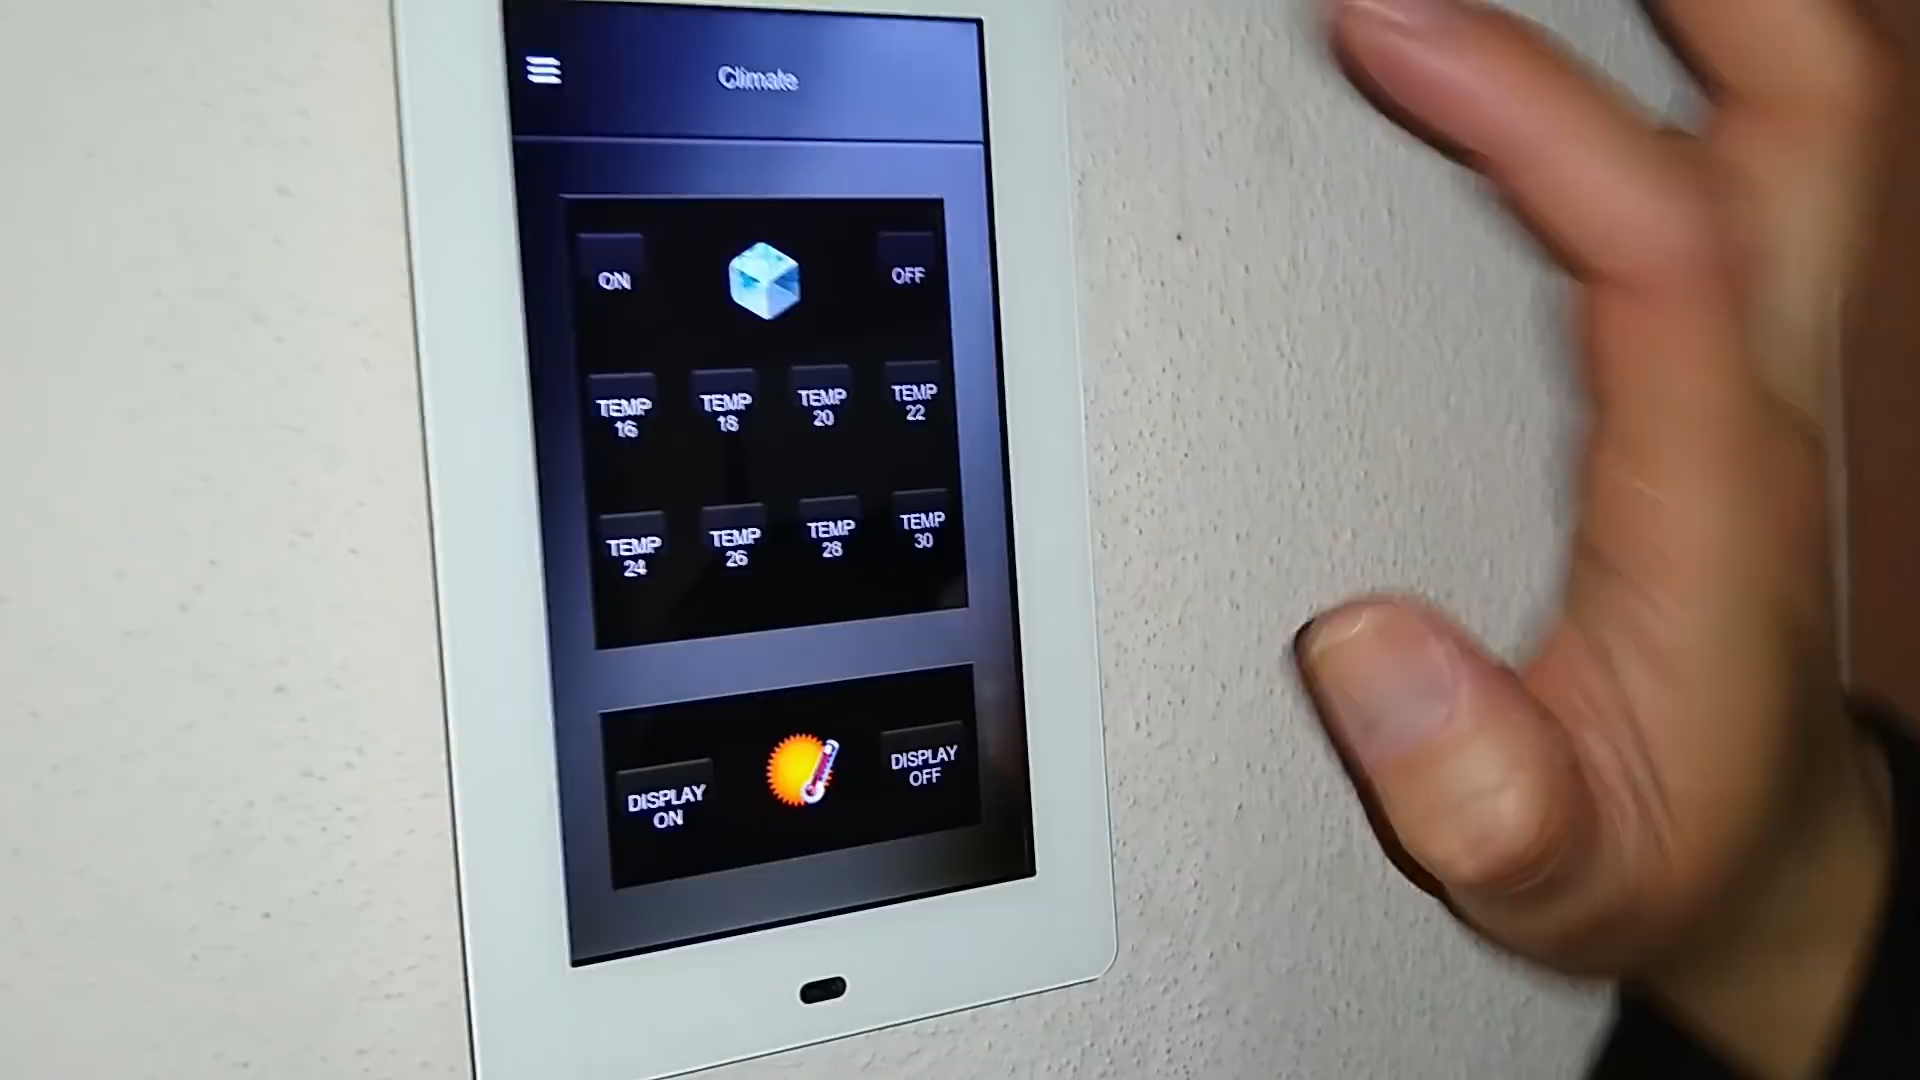 Climate
ON
OFF
TEMP
16
TEMP
18
TEMP
20
TEMP
22
TEMP
24
TEMP
26
TEMP
28
TEMP
30
DISPLAY
ON
DISPLAY
OFF